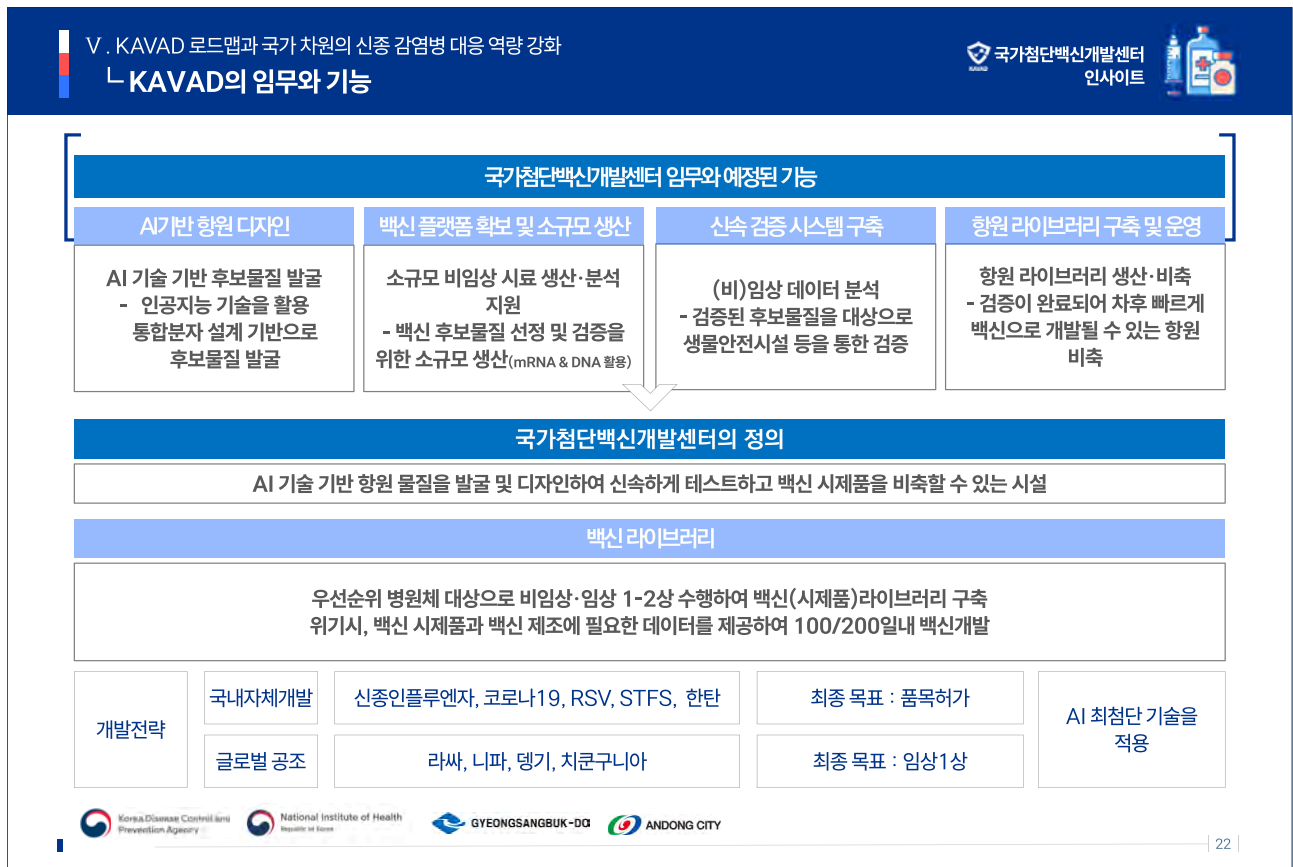 Ⅴ. KAVAD 로드맵과 국가 차원의 신종 감염병 대응 역량 강화
└ KAVAD의 임무와 기능
KAVAD
국가첨단백신개발센터
인사이트
국가첨단백신개발센터 임무와 예정된 기능
AI기반 항원 디자인
AI 기술 기반 후보물질 발굴
- 인공지능 기술을 활용
통합분자 설계 기반으로
후보물질 발굴
백신 플랫폼 확보 및 소규모 생산
소규모 비임상 시료 생산·분석
지원
- 백신 후보물질 선정 및 검증을
위한 소규모 생산(mRNA & DNA 활용)
신속 검증 시스템 구축
(비)임상 데이터 분석
- 검증된 후보물질을 대상으로
생물안전시설 등을 통한 검증
항원 라이브러리 구축 및 운영
항원 라이브러리 생산·비축
- 검증이 완료되어 차후 빠르게
백신으로 개발될 수 있는 항원
비축
국가첨단백신개발센터의 정의
AI 기술 기반 항원 물질을 발굴 및 디자인하여 신속하게 테스트하고 백신 시제품을 비축할 수 있는 시설
백신 라이브러리
우선순위 병원체 대상으로 비임상·임상 1-2상 수행하여 백신(시제품)라이브러리 구축
위기시, 백신 시제품과 백신 제조에 필요한 데이터를 제공하여 100/200일내 백신개발
개발전략
국내자체개발
신종인플루엔자, 코로나19, RSV, STFS, 한탄
최종 목표 : 품목허가
글로벌 공조
라싸, 니파, 뎅기, 치쿤구니아
최종 목표 : 임상1상
AI 최첨단 기술을
적용
Korea Disease Control and
Prevention Agency
National Institute of Health
Republic of Korea
GYEONGSANGBUK-DO
ANDONG CITY
22